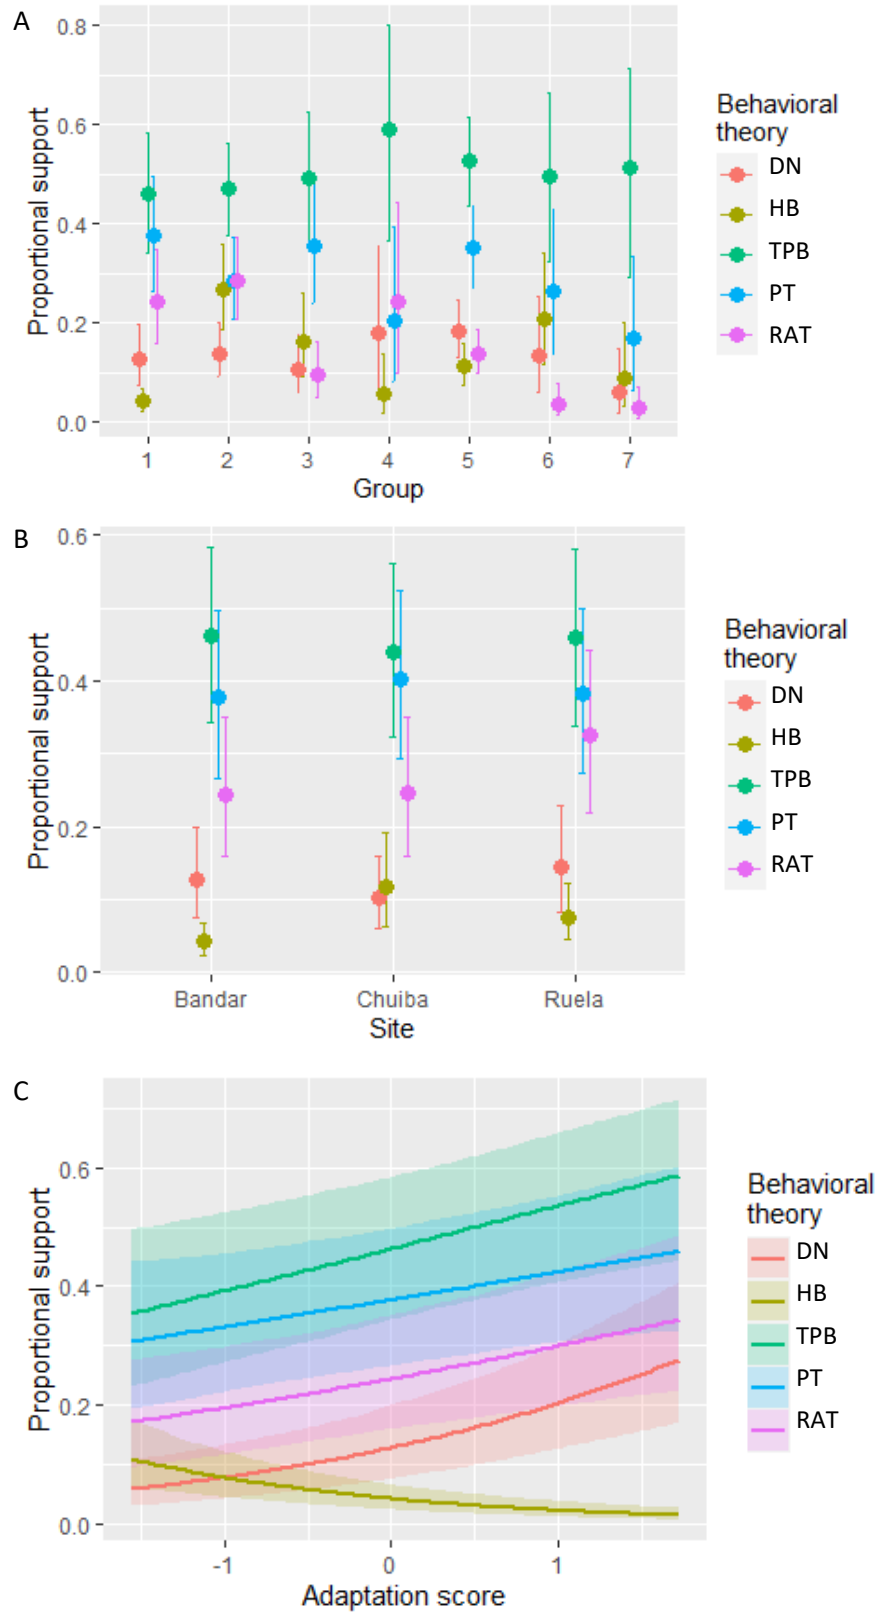 A
Proportional support
0.8
0.6
0.4
0.2
0.0
1 2 3 4 5 6 7
Group
Behavioral
theory
DN
HB
TPB
PT
RAT
B
Proportional support
0.6
0.4
0.2
0.0
Bandar Chuiba Ruela
Site
Behavioral
theory
DN
HB
TPB
PT
RAT
C
Proportional support
0.6
0.4
0.2
0.0
-1 0 1
Adaptation score
Behavioral
theory
DN
HB
TPB
PT
RAT